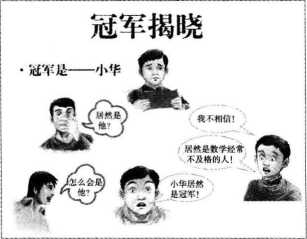 冠军揭晓
·冠军是——小华
居然是
他?
我不相信!
居然是数学经常
不及格的人!
怎么会是
他?
小华居然
是冠军!